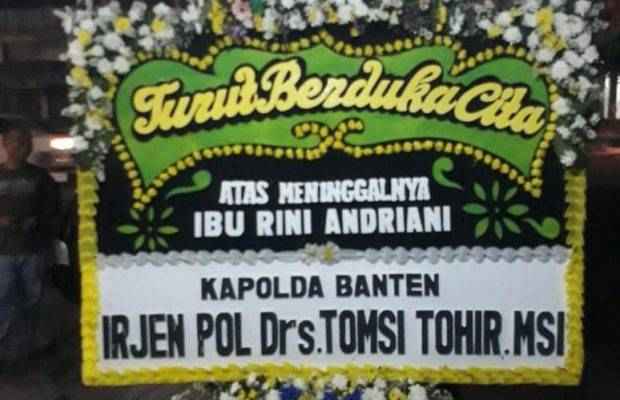 Turut Berduka Cita
ATAS MENINGGALNYA
IBU RINI ANDRIANI
KAPOLDA BANTEN
IRJEN POL Drs.TOMSI TOHIR.MSI